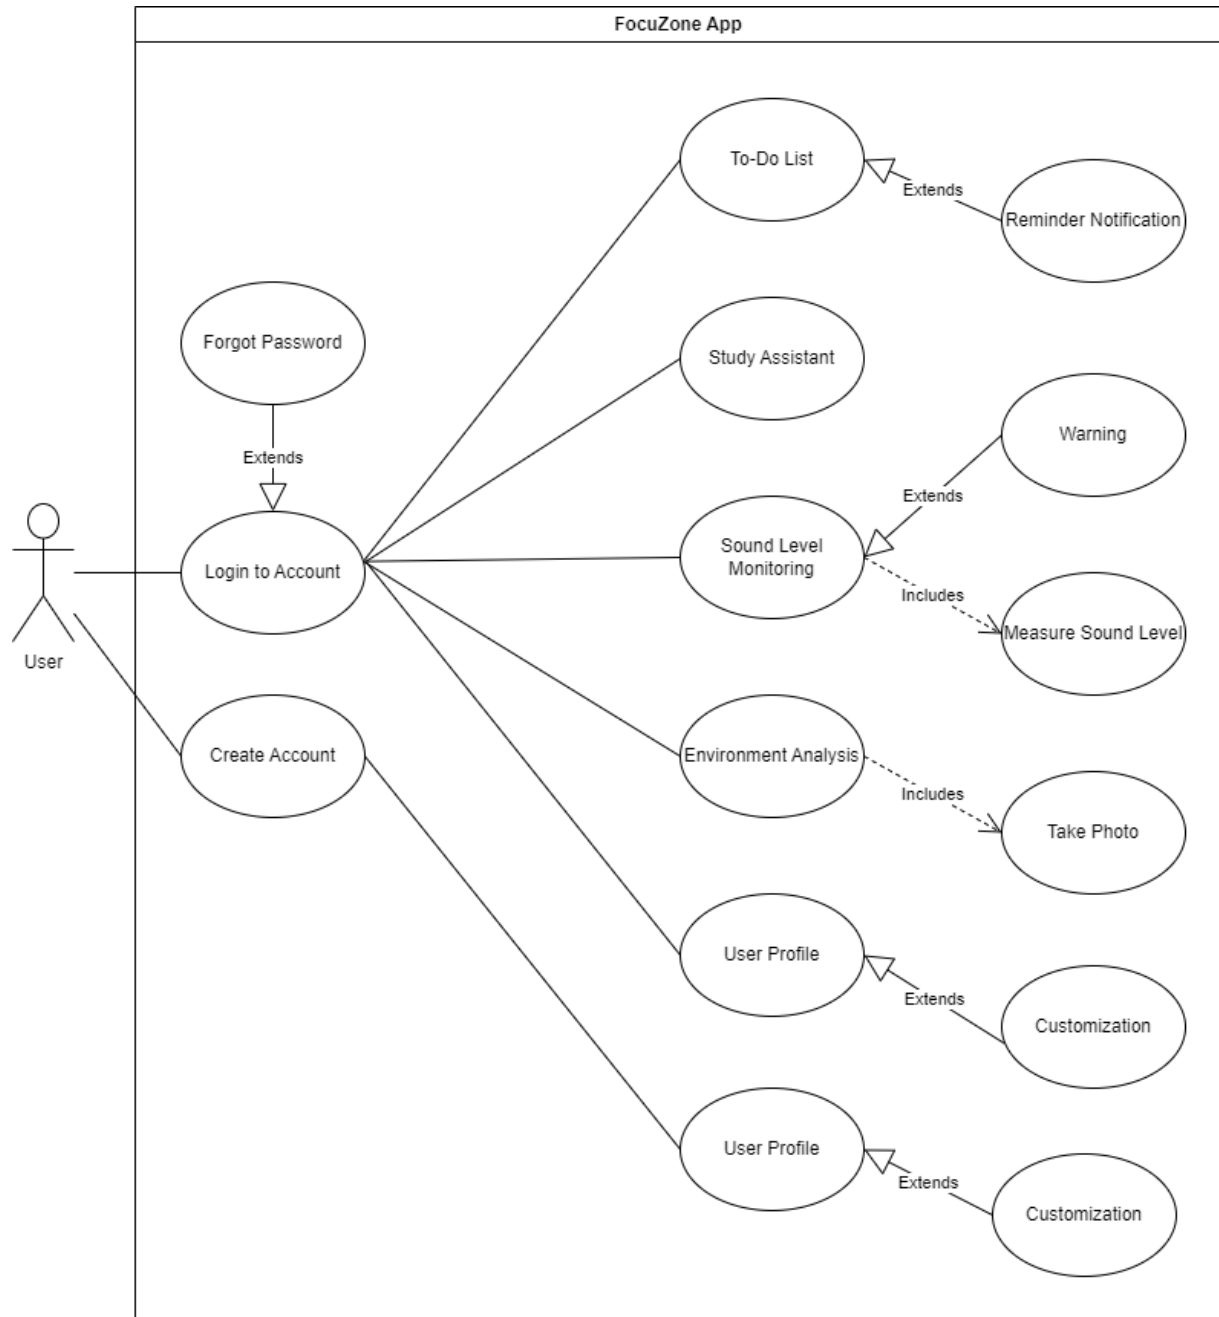 FocuZone App
To-Do List
Extends
Reminder Notification
Forgot Password
Study Assistant
Extends
Warning
Extends
Sound Level
Monitoring
Login to Account
Includes
Measure Sound Level
User
Create Account
Environment Analysis
Includes
Take Photo
User Profile
Extends
Customization
User Profile
Extends
Customization